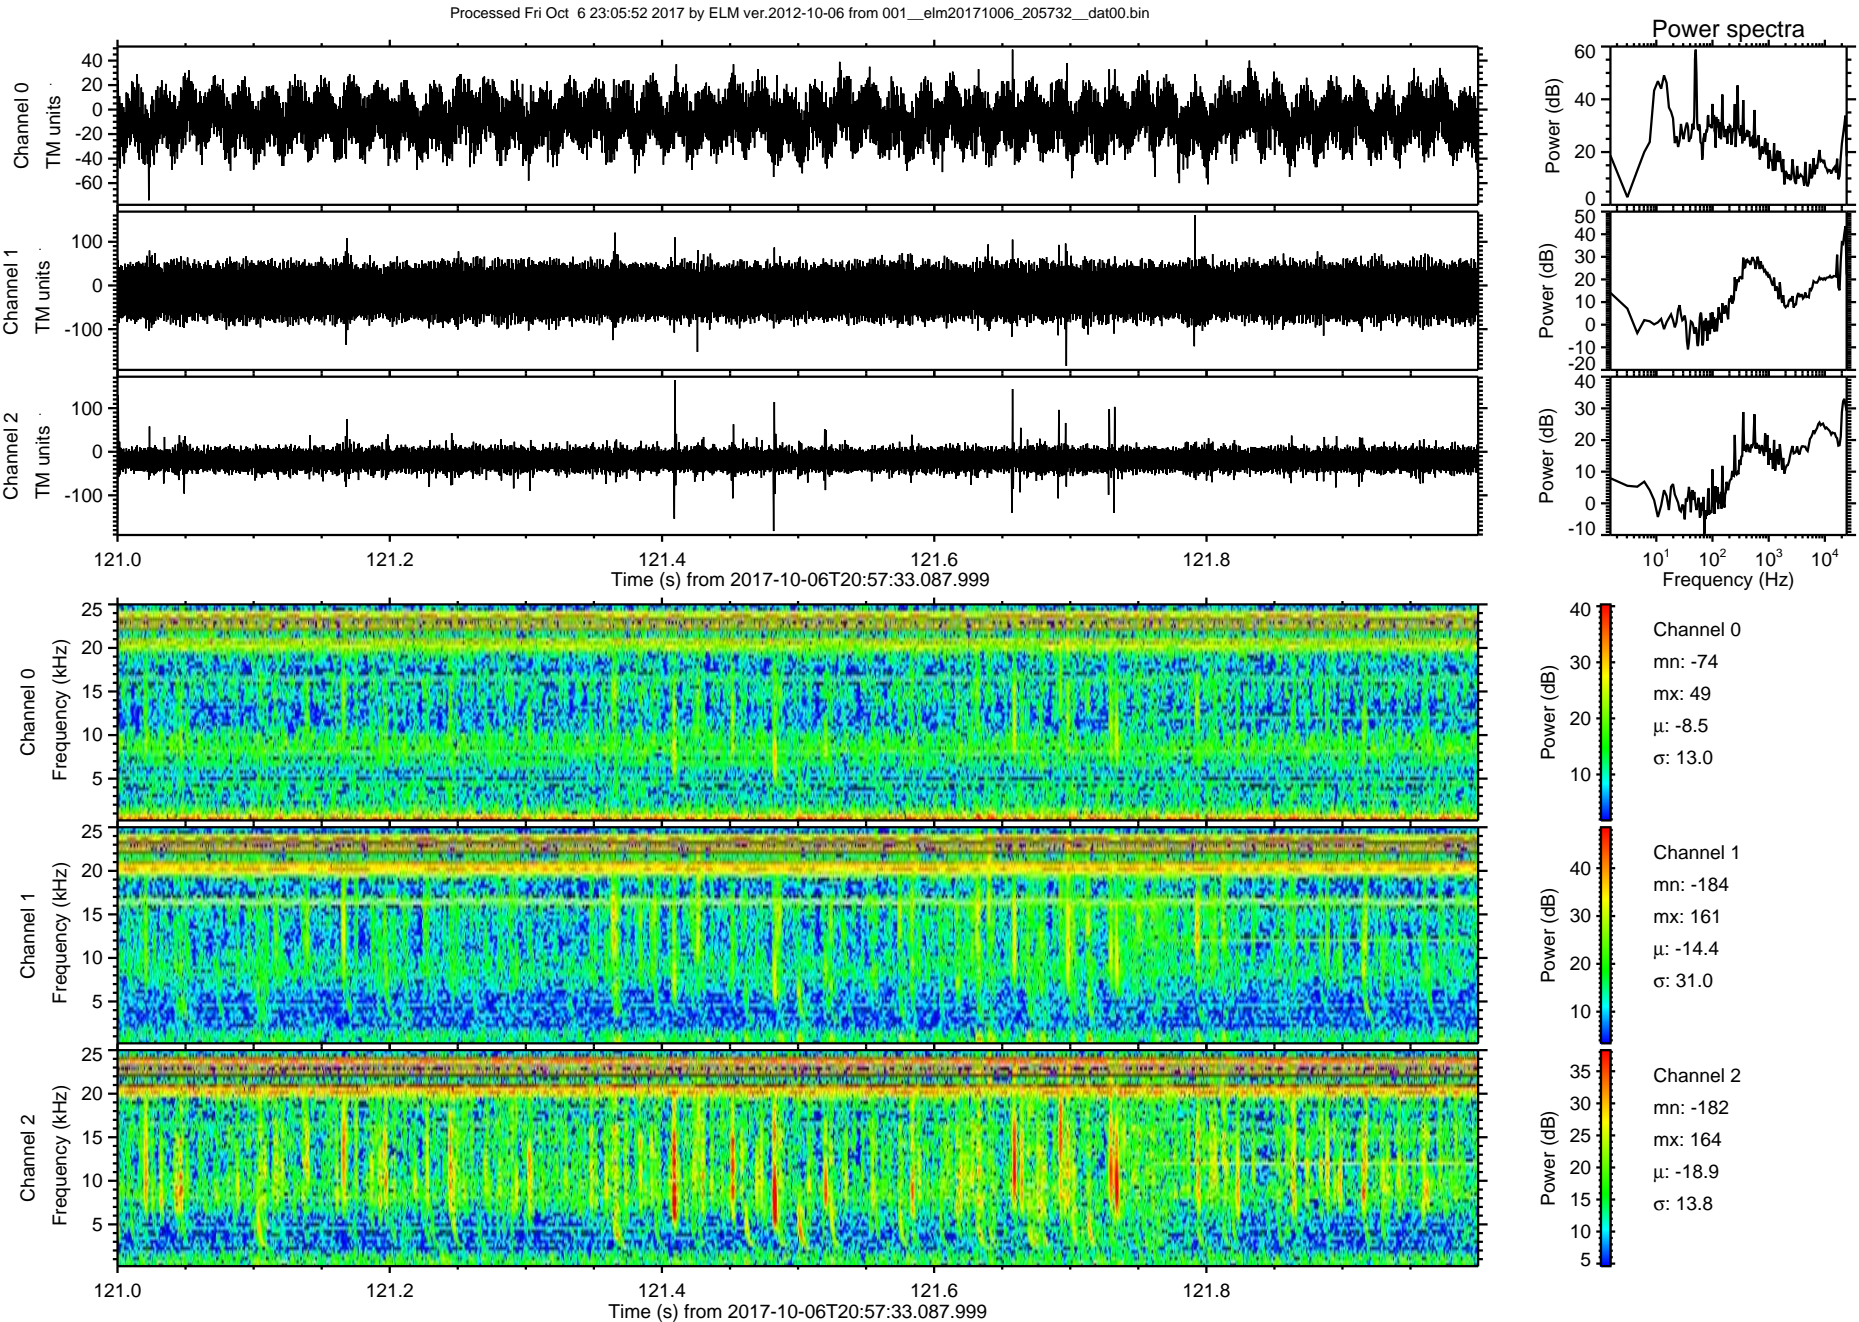 Processed Fri Oct 6 23:05:52 2017 by ELM ver.2012-10-06 from 001__elm20171006_205732__dat00.bin
Power spectra
Channel 0
TM units
40
20
0
-20
-40
-60
Power (dB)
60
40
20
0
Channel 1
TM units
100
0
-100
Power (dB)
50
40
30
20
10
0
-10
-20
Channel 2
TM units
100
0
-100
Power (dB)
40
30
20
10
0
-10
121.0 121.2 121.4 121.6 121.8
Time (s) from 2017-10-06T20:57:33.087.999
10¹ 10² 10³ 10⁴
Frequency (Hz)
Channel 0
Frequency (kHz)
25
20
15
10
5
Power (dB)
40
30
20
10
Channel 0
mn: -74
mx: 49
μ: -8.5
σ: 13.0
Channel 1
Frequency (kHz)
25
20
15
10
5
Power (dB)
40
30
20
10
Channel 1
mn: -184
mx: 161
μ: -14.4
σ: 31.0
Channel 2
Frequency (kHz)
25
20
15
10
5
Power (dB)
35
30
25
20
15
10
5
Channel 2
mn: -182
mx: 164
μ: -18.9
σ: 13.8
121.0 121.2 121.4 121.6 121.8
Time (s) from 2017-10-06T20:57:33.087.999